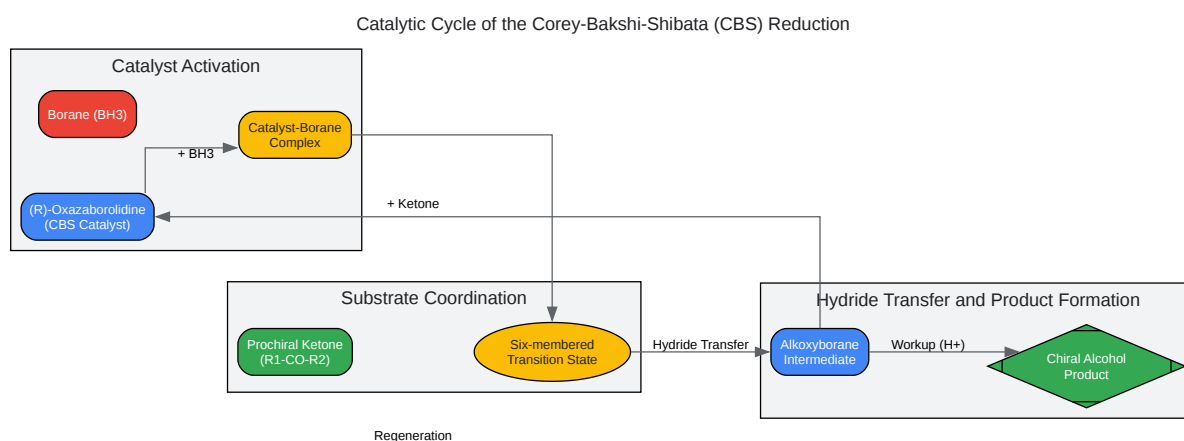 Catalytic Cycle of the Corey-Bakshi-Shibata (CBS) Reduction
Catalyst Activation
Borane (BH3)
Catalyst-Borane
Complex
+ BH3
(R)-Oxazaborolidine
(CBS Catalyst)
+ Ketone
Substrate Coordination
Prochiral Ketone
(R1-CO-R2)
Six-membered
Transition State
Hydride Transfer
Hydride Transfer and Product Formation
Alkoxyborane
Intermediate
Workup (H+)
Chiral Alcohol
Product
Regeneration